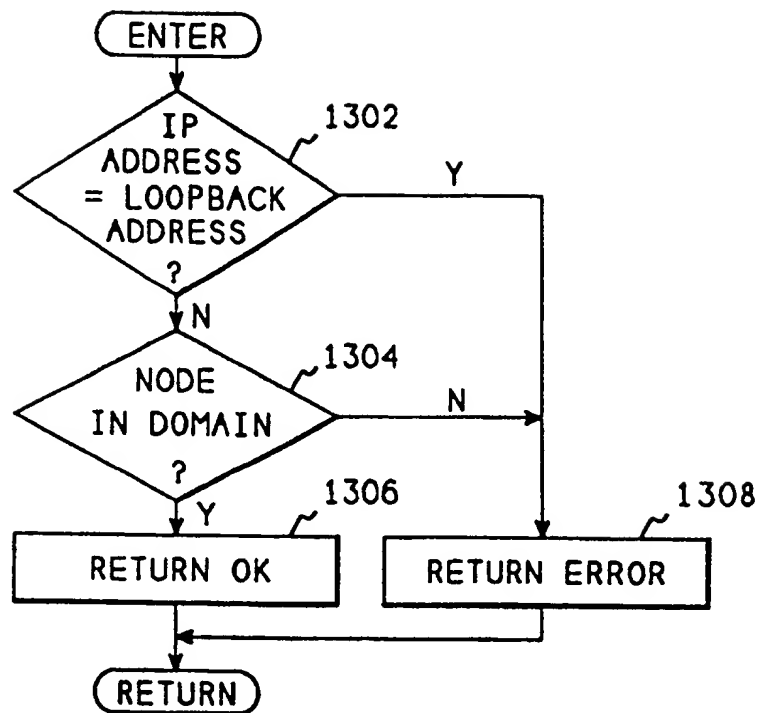 ENTER
IP
ADDRESS
= LOOPBACK
ADDRESS
?
1302
Y
N
NODE
IN DOMAIN
?
1304
N
Y
1306
RETURN OK
1308
RETURN ERROR
RETURN